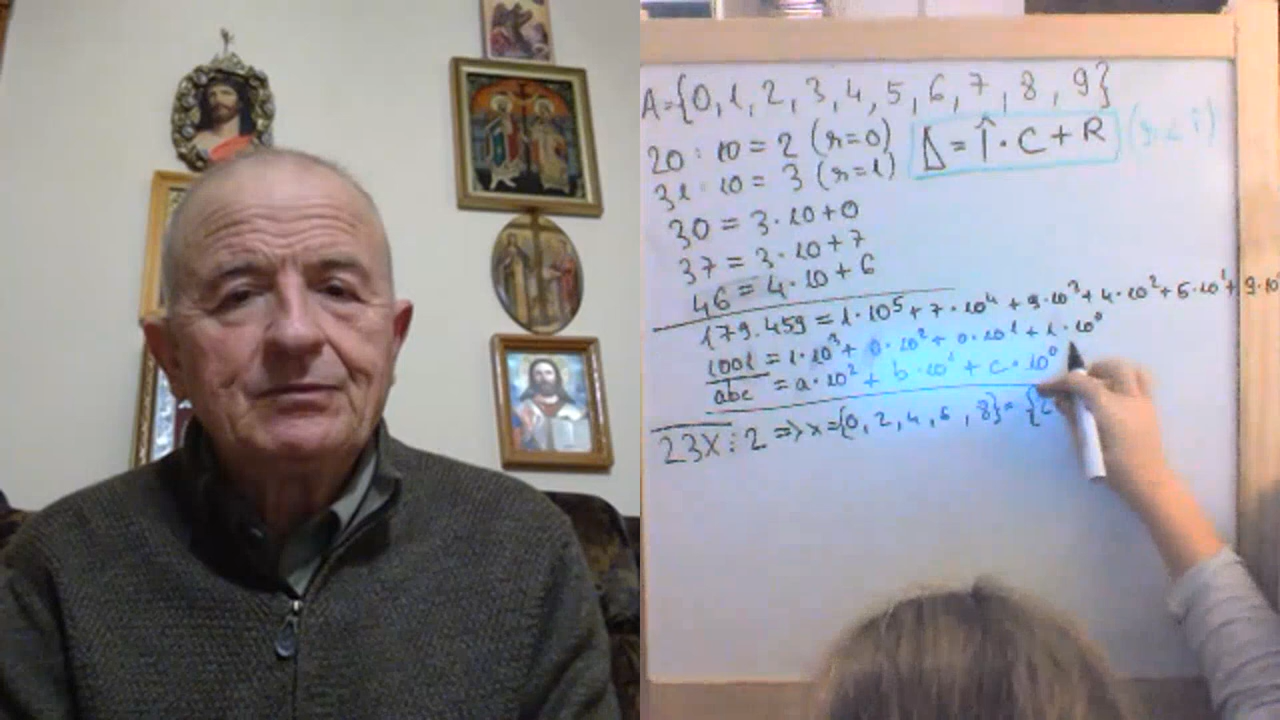 A={0, 1, 2, 3, 4, 5, 6, 7, 8, 9}
20 : 10 = 2 (r=0)
D = Î · C + R (r < î)
31 : 10 = 3 (r=1)
30 = 3 · 10 + 0
37 = 3 · 10 + 7
46 = 4 · 10 + 6
179.459 = 1 · 10⁵ + 7 · 10⁴ + 9 · 10³ + 4 · 10² + 5 · 10¹ + 9 · 10
1001 = 1 · 10³ + 0 · 10² + 0 · 10¹ + 1 · 10⁰
abc = a · 10² + b · 10¹ + c · 10⁰
23X ⋮ 2 => x={0, 2, 4, 6, 8} = {2